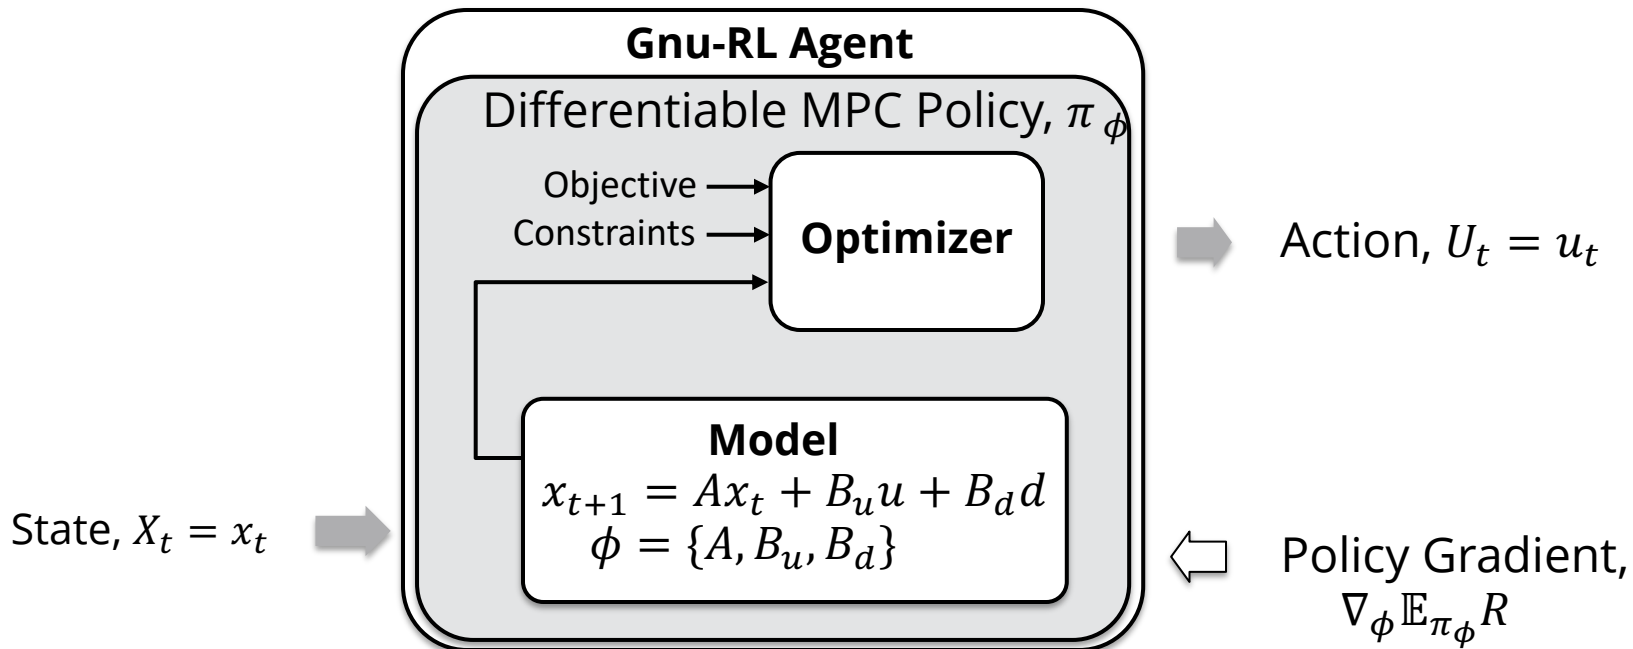 Gnu-RL Agent
Differentiable MPC Policy, π_ϕ
Objective
Constraints
Optimizer
Action, U_t = u_t
Model
x_{t+1} = Ax_t + B_u u + B_d d
ϕ = {A, B_u, B_d}
State, X_t = x_t
Policy Gradient,
∇_ϕ 𝔼_{π_ϕ} R